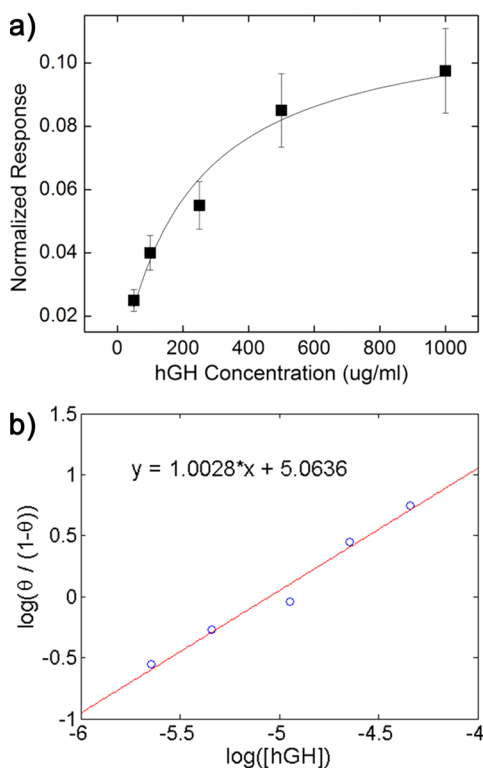 a)
Normalized Response
0.10
0.08
0.06
0.04
0.02
0 200 400 600 800 1000
hGH Concentration (ug/ml)
b)
y = 1.0028*x + 5.0636
log(θ / (1-θ))
1.5
1
0.5
0
-0.5
-1
-6 -5.5 -5 -4.5 -4
log([hGH])